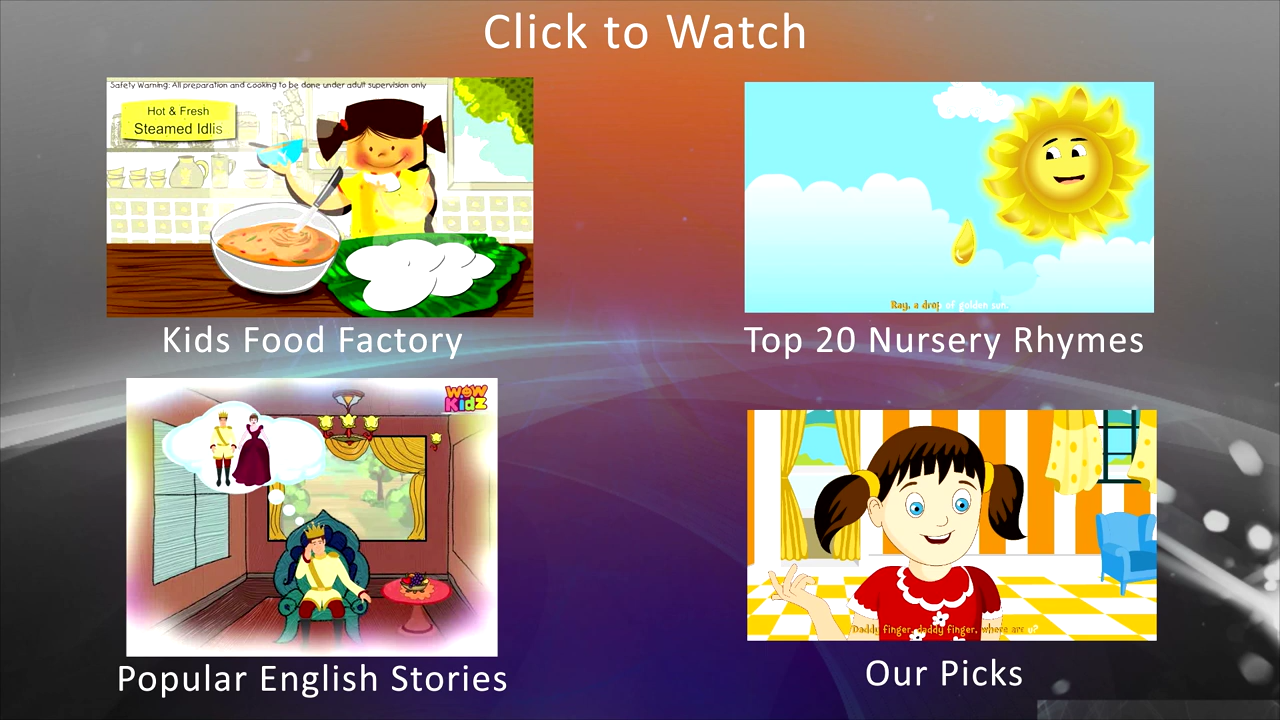 Click to Watch
Safety Warning: All preparation and cooking to be done under adult supervision only
Hot & Fresh
Steamed Idlis
Ray, a drop of golden sun.
Kids Food Factory
Top 20 Nursery Rhymes
WOW
Kidz
Daddy finger, daddy finger, where are u?
Popular English Stories
Our Picks